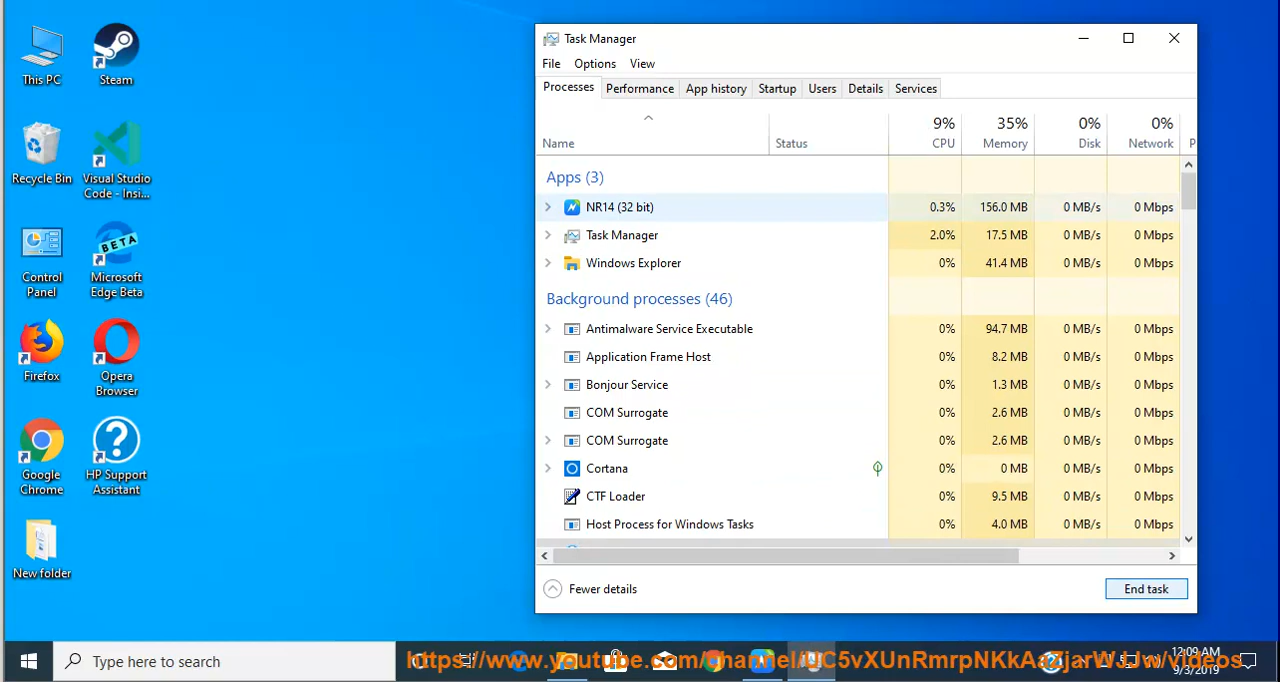 This PC
Steam
Recycle Bin
Visual Studio
Code - Insi...
Control
Panel
BETA
Microsoft
Edge Beta
Firefox
Opera
Browser
Google
Chrome
HP Support
Assistant
New folder
Task Manager
File Options View
Processes Performance App history Startup Users Details Services
9% 35% 0% 0%
Name Status CPU Memory Disk Network P
Apps (3)
NR14 (32 bit) 0.3% 156.0 MB 0 MB/s 0 Mbps
Task Manager 2.0% 17.5 MB 0 MB/s 0 Mbps
Windows Explorer 0% 41.4 MB 0 MB/s 0 Mbps
Background processes (46)
Antimalware Service Executable 0% 94.7 MB 0 MB/s 0 Mbps
Application Frame Host 0% 8.2 MB 0 MB/s 0 Mbps
Bonjour Service 0% 1.3 MB 0 MB/s 0 Mbps
COM Surrogate 0% 2.6 MB 0 MB/s 0 Mbps
COM Surrogate 0% 2.6 MB 0 MB/s 0 Mbps
Cortana 0% 0 MB 0 MB/s 0 Mbps
CTF Loader 0% 9.5 MB 0 MB/s 0 Mbps
Host Process for Windows Tasks 0% 4.0 MB 0 MB/s 0 Mbps
Fewer details
End task
Type here to search
12:09 AM
9/3/2019